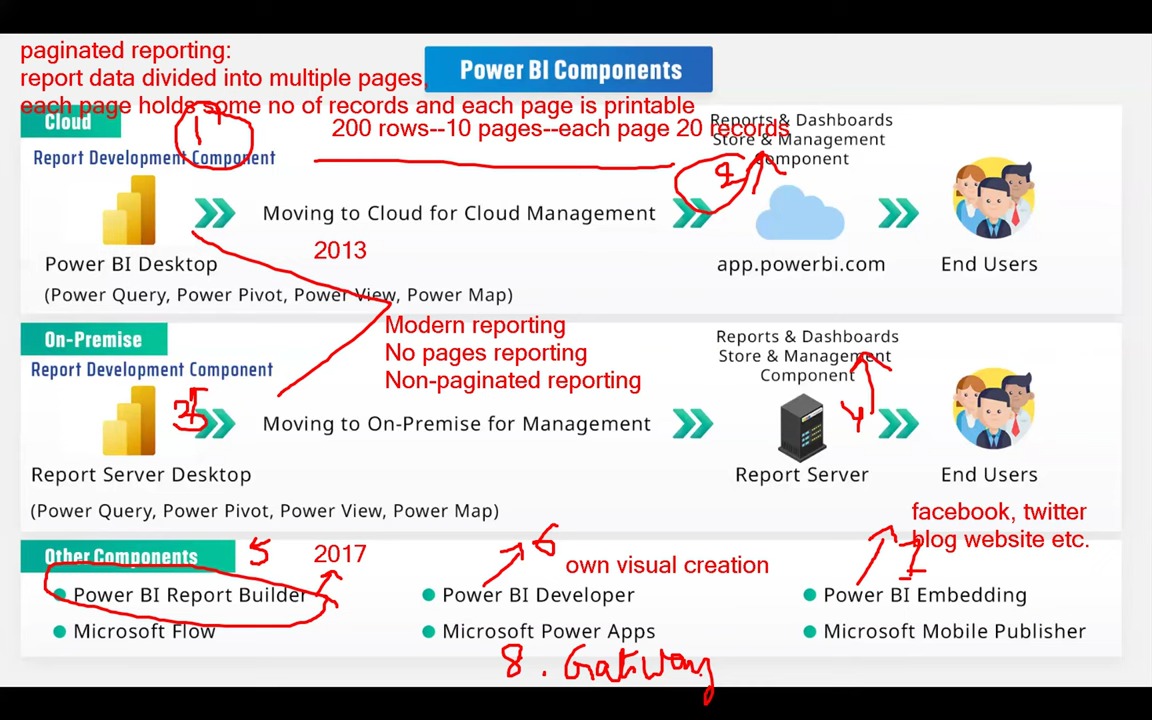 paginated reporting:
report data divided into multiple pages,
each page holds some no of records and each page is printable
Power BI Components
Cloud
1
200 rows--10 pages--each page 20 records
Reports & Dashboards
Store & Management
Component
Report Development Component
2
Moving to Cloud for Cloud Management
2013
Power BI Desktop
app.powerbi.com
End Users
(Power Query, Power Pivot, Power View, Power Map)
Modern reporting
No pages reporting
Non-paginated reporting
On-Premise
Reports & Dashboards
Store & Management
Component
Report Development Component
3
4
Moving to On-Premise for Management
Report Server Desktop
Report Server
End Users
(Power Query, Power Pivot, Power View, Power Map)
facebook, twitter
blog website etc.
Other Components
5
2017
6
own visual creation
7
Power BI Report Builder
Power BI Developer
Power BI Embedding
Microsoft Flow
Microsoft Power Apps
Microsoft Mobile Publisher
8. Gateway